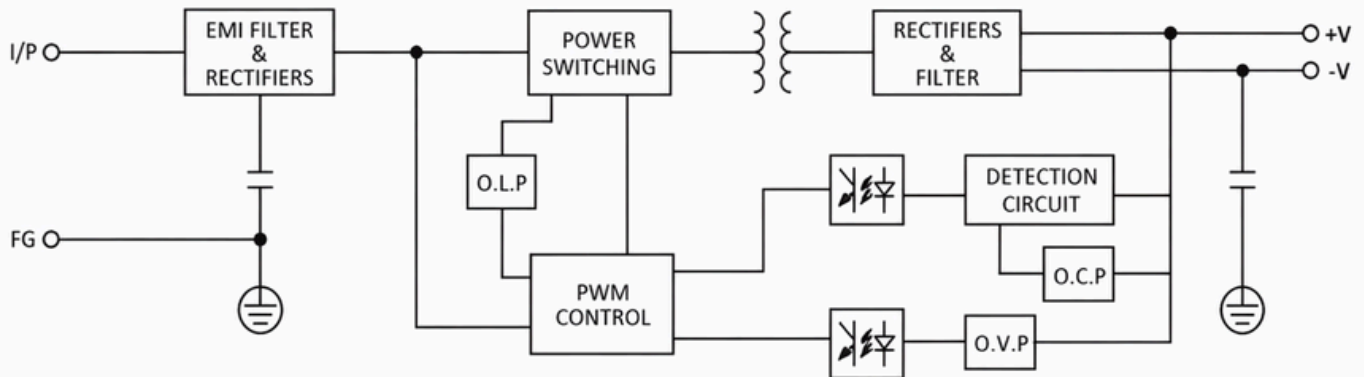 I/P
EMI FILTER
&
RECTIFIERS
POWER
SWITCHING
RECTIFIERS
&
FILTER
+V
-V
O.L.P
DETECTION
CIRCUIT
FG
O.C.P
PWM
CONTROL
O.V.P